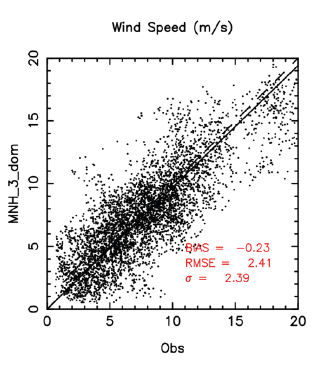 Wind Speed (m/s)
20
15
10
5
0
MNH_3_dom
BIAS = -0.23
RMSE = 2.41
σ = 2.39
0 5 10 15 20
Obs